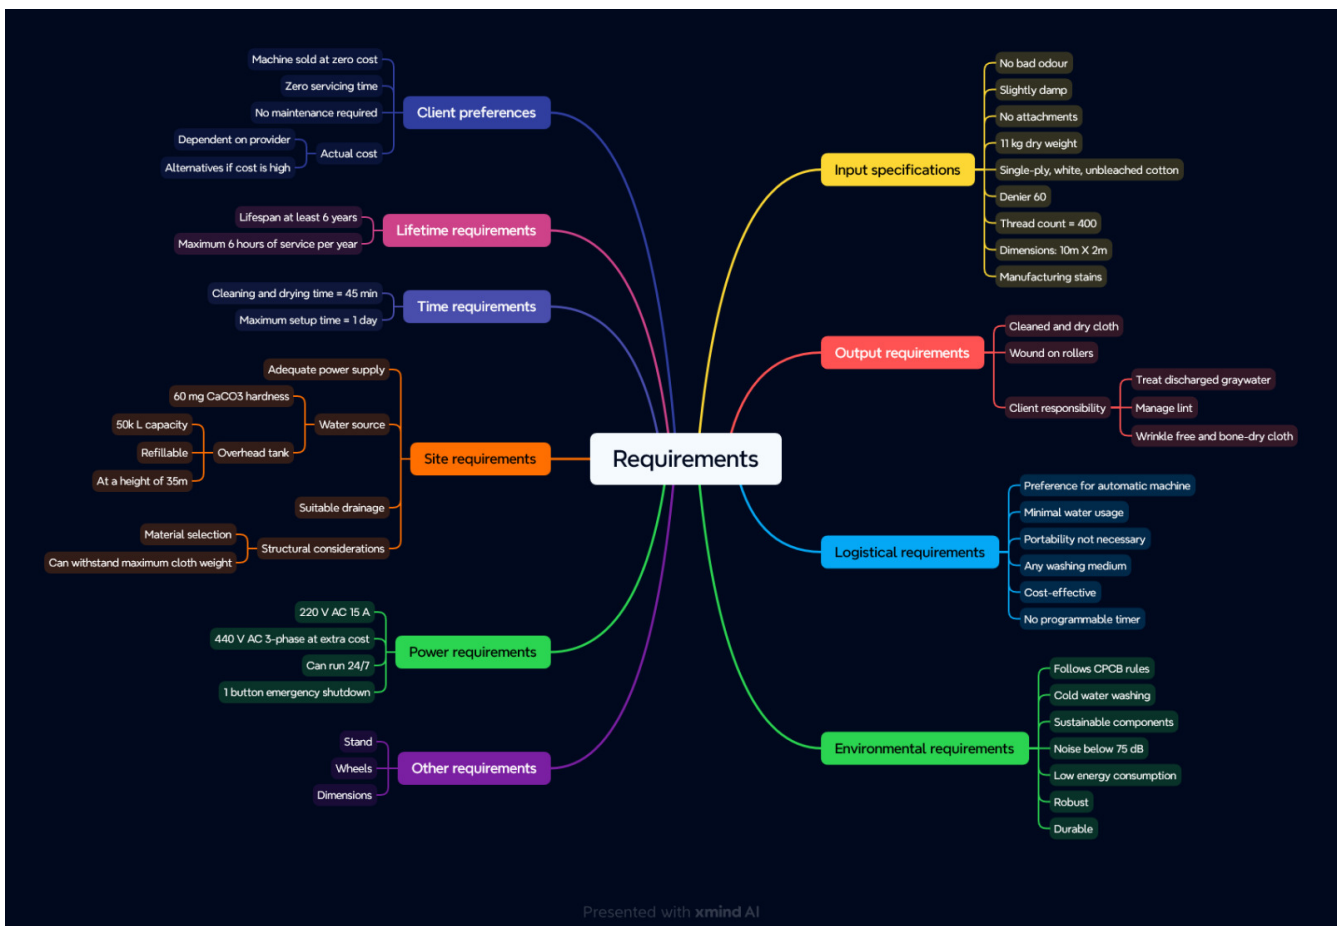 Requirements
Client preferences
Machine sold at zero cost
Zero servicing time
No maintenance required
Actual cost
Dependent on provider
Alternatives if cost is high
Lifetime requirements
Lifespan at least 6 years
Maximum 6 hours of service per year
Time requirements
Cleaning and drying time = 45 min
Maximum setup time = 1 day
Site requirements
Adequate power supply
Water source
60 mg CaCO3 hardness
Overhead tank
50k L capacity
Refillable
At a height of 35m
Suitable drainage
Structural considerations
Material selection
Can withstand maximum cloth weight
Power requirements
220 V AC 15 A
440 V AC 3-phase at extra cost
Can run 24/7
1 button emergency shutdown
Other requirements
Stand
Wheels
Dimensions
Input specifications
No bad odour
Slightly damp
No attachments
11 kg dry weight
Single-ply, white, unbleached cotton
Denier 60
Thread count = 400
Dimensions: 10m X 2m
Manufacturing stains
Output requirements
Cleaned and dry cloth
Wound on rollers
Client responsibility
Treat discharged graywater
Manage lint
Wrinkle free and bone-dry cloth
Logistical requirements
Preference for automatic machine
Minimal water usage
Portability not necessary
Any washing medium
Cost-effective
No programmable timer
Environmental requirements
Follows CPCB rules
Cold water washing
Sustainable components
Noise below 75 dB
Low energy consumption
Robust
Durable
Presented with xmind AI